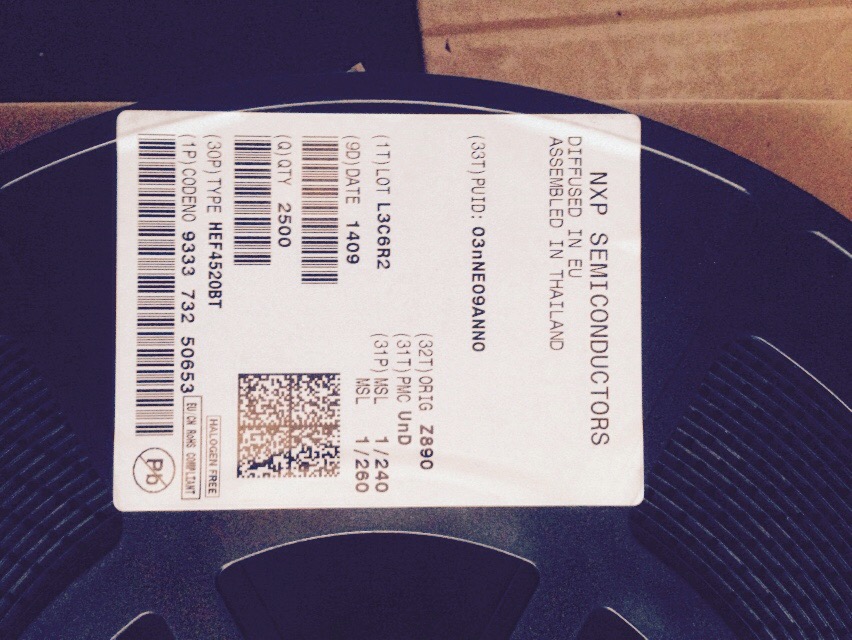 NXP SEMICONDUCTORS
DIFFUSED IN EU
ASSEMBLED IN THAILAND
(33T)PUID: 03nNE09ANN0
(32T)ORIG Z890
(31T)PMC UnD
(31P)MSL 1/240
MSL 1/260
(1T)LOT L3C6R2
(9D)DATE 1409
(Q)QTY 2500
(30P)TYPE HEF4520BT
(1P)CODENO 9333 732 50653
HALOGEN FREE
EU/CN RoHS COMPLIANT
Pb